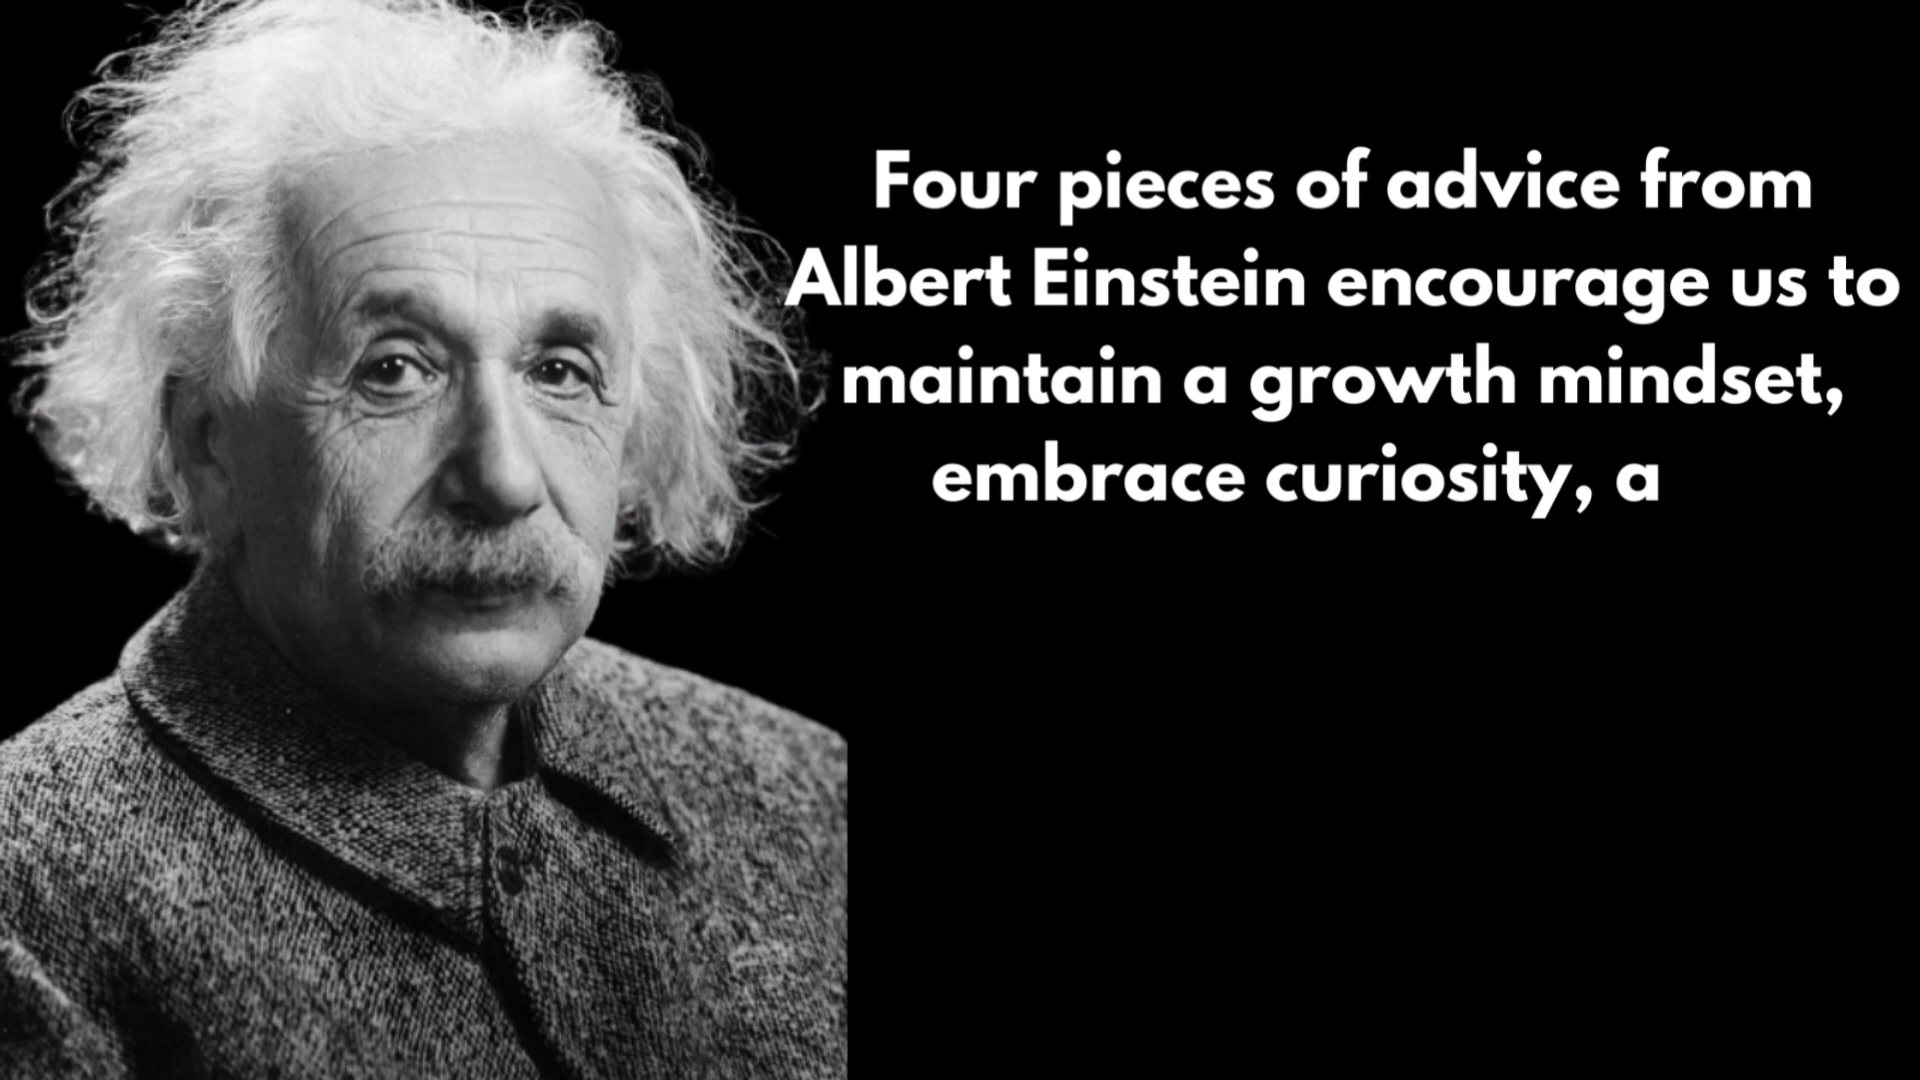 Four pieces of advice from
Albert Einstein encourage us to
maintain a growth mindset,
embrace curiosity, a